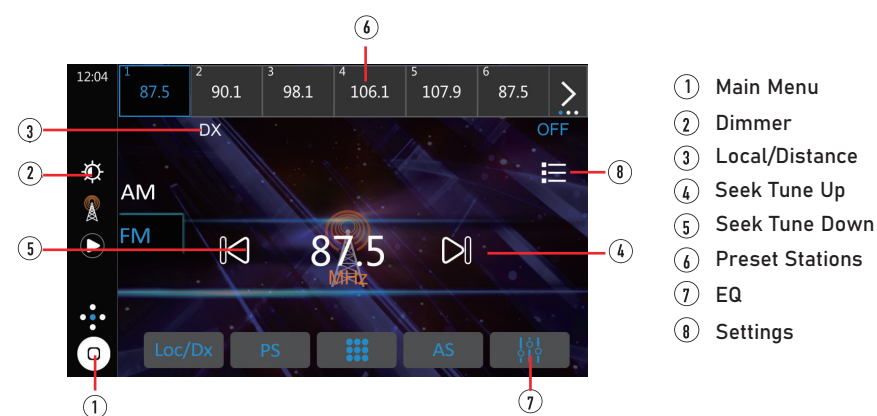 6
12:04
1 2 3 4 5 6
87.5 90.1 98.1 106.1 107.9 87.5
3 DX OFF
2
8
AM
FM
5
87.5
MHz
4
Loc/Dx PS AS
1
7
1 Main Menu
2 Dimmer
3 Local/Distance
4 Seek Tune Up
5 Seek Tune Down
6 Preset Stations
7 EQ
8 Settings